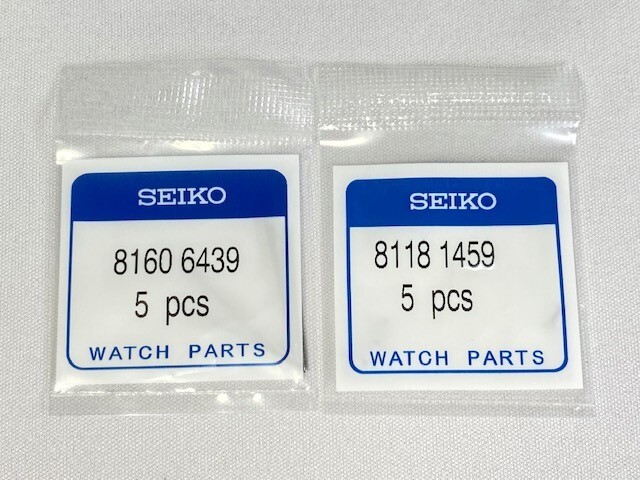 SEIKO
8160 6439
5 pcs
WATCH PARTS
SEIKO
8118 1459
5 pcs
WATCH PARTS